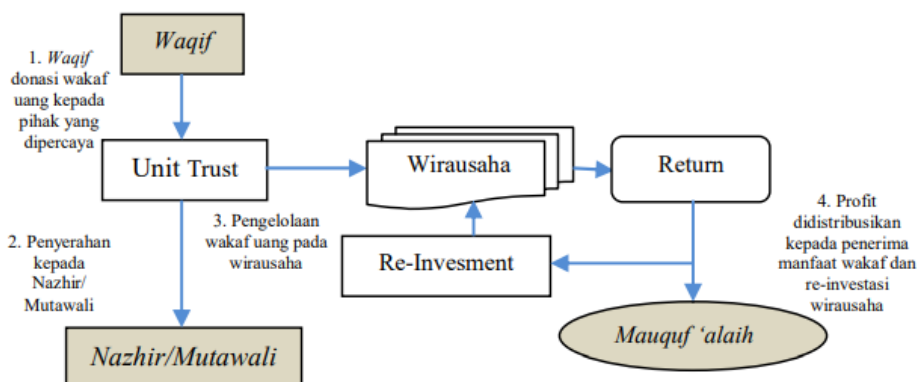 Waqif
1. Waqif
donasi wakaf
uang kepada
pihak yang
dipercaya
Unit Trust
Wirausaha
Return
2. Penyerahan
kepada
Nazhir/
Mutawali
3. Pengelolaan
wakaf uang pada
wirausaha
Re-Invesment
4. Profit
didistribusikan
kepada penerima
manfaat wakaf dan
re-investasi
wirausaha
Nazhir/Mutawali
Mauquf ‘alaih